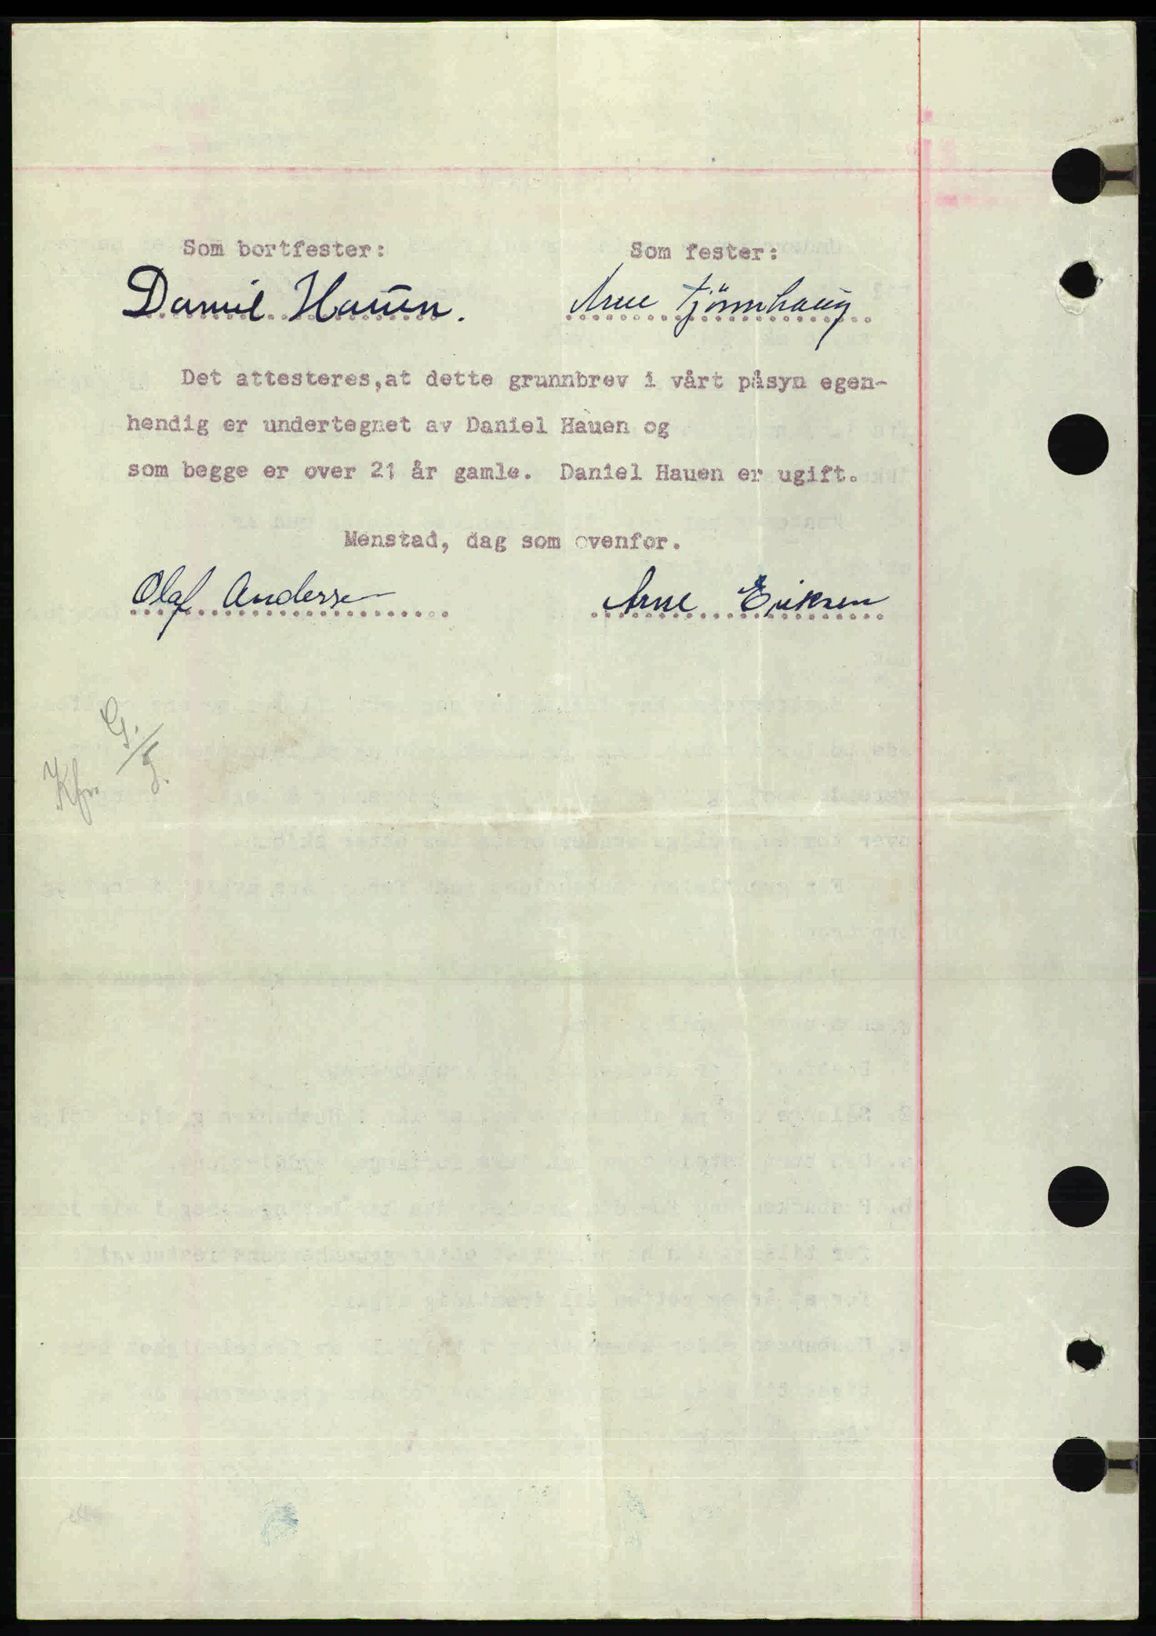 Som bortfester: Som fester:
Daniel Hauen. Arne Tjönnhaug
Det attesteres,at dette grunnbrev i vårt påsyn egen-
hendig er undertegnet av Daniel Hauen og
som begge er over 21 år gamle. Daniel Hauen er ugift.
Menstad, dag som ovenfor.
Olaf Andersen Arne Eriksen
G./J.
Kfr.